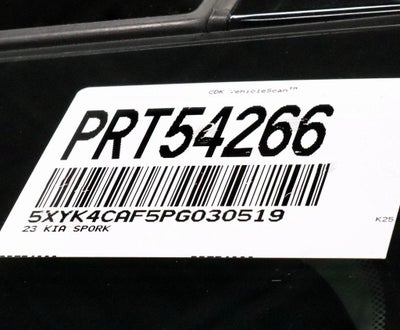 CDK VehicleScan™
PRT54266
5XYK4CAF5PG030519
23 KIA SPORK
K25